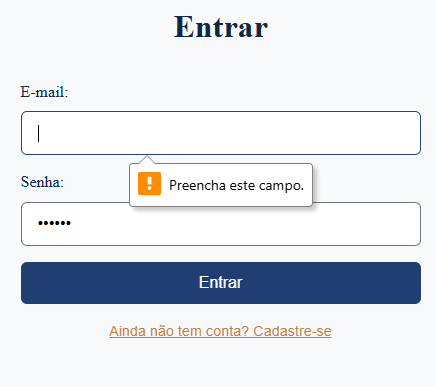 Entrar
E-mail:
Preencha este campo.
Senha:
••••••
Entrar
Ainda não tem conta? Cadastre-se